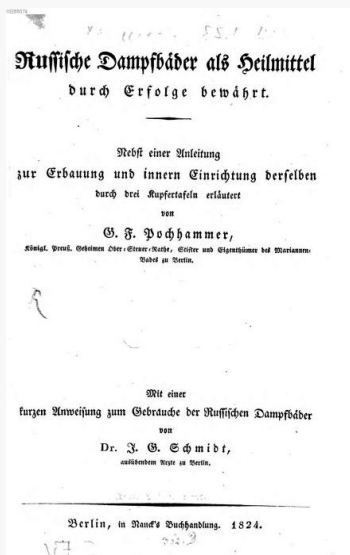 Russische Dampfbäder als Heilmittel
durch Erfolge bewährt.
Nebst einer Anleitung
zur Erbauung und innern Einrichtung derselben
durch drei Kupfertafeln erläutert
von
G. F. Pochhammer,
Königl. Preuß. Geheimen Ober-Steuer-Rathe, Stifter und Eigenthümer des Mariannen-
Bades zu Berlin.
Mit einer
kurzen Anweisung zum Gebrauche der Russischen Dampfbäder
von
Dr. J. G. Schmidt,
ausübendem Arzte zu Berlin.
Berlin, in Nauck's Buchhandlung. 1824.